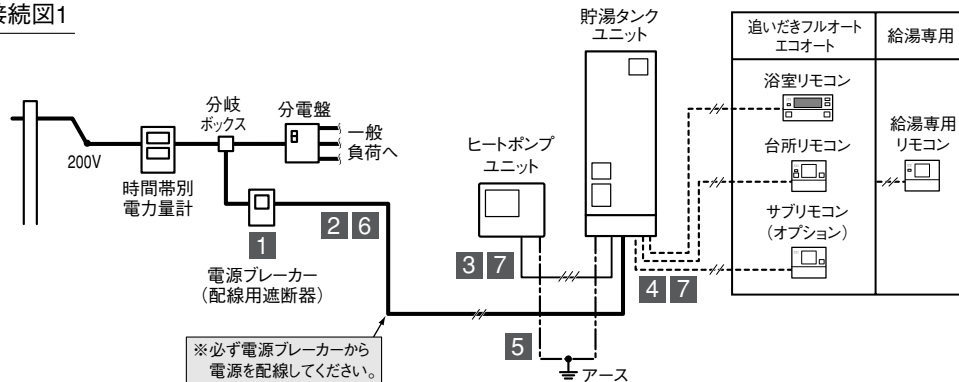 接続図1
貯湯タンク
ユニット
追いだきフルオート
エコオート
給湯専用
浴室リモコン
分岐
ボックス
分電盤
一般
負荷へ
ヒートポンプ
ユニット
給湯専用
リモコン
台所リモコン
200V
時間帯別
電力量計
サブリモコン
(オプション)
1
2 6
3 7
4 7
電源ブレーカー
(配線用遮断器)
5
※必ず電源ブレーカーから
電源を配線してください。
アース